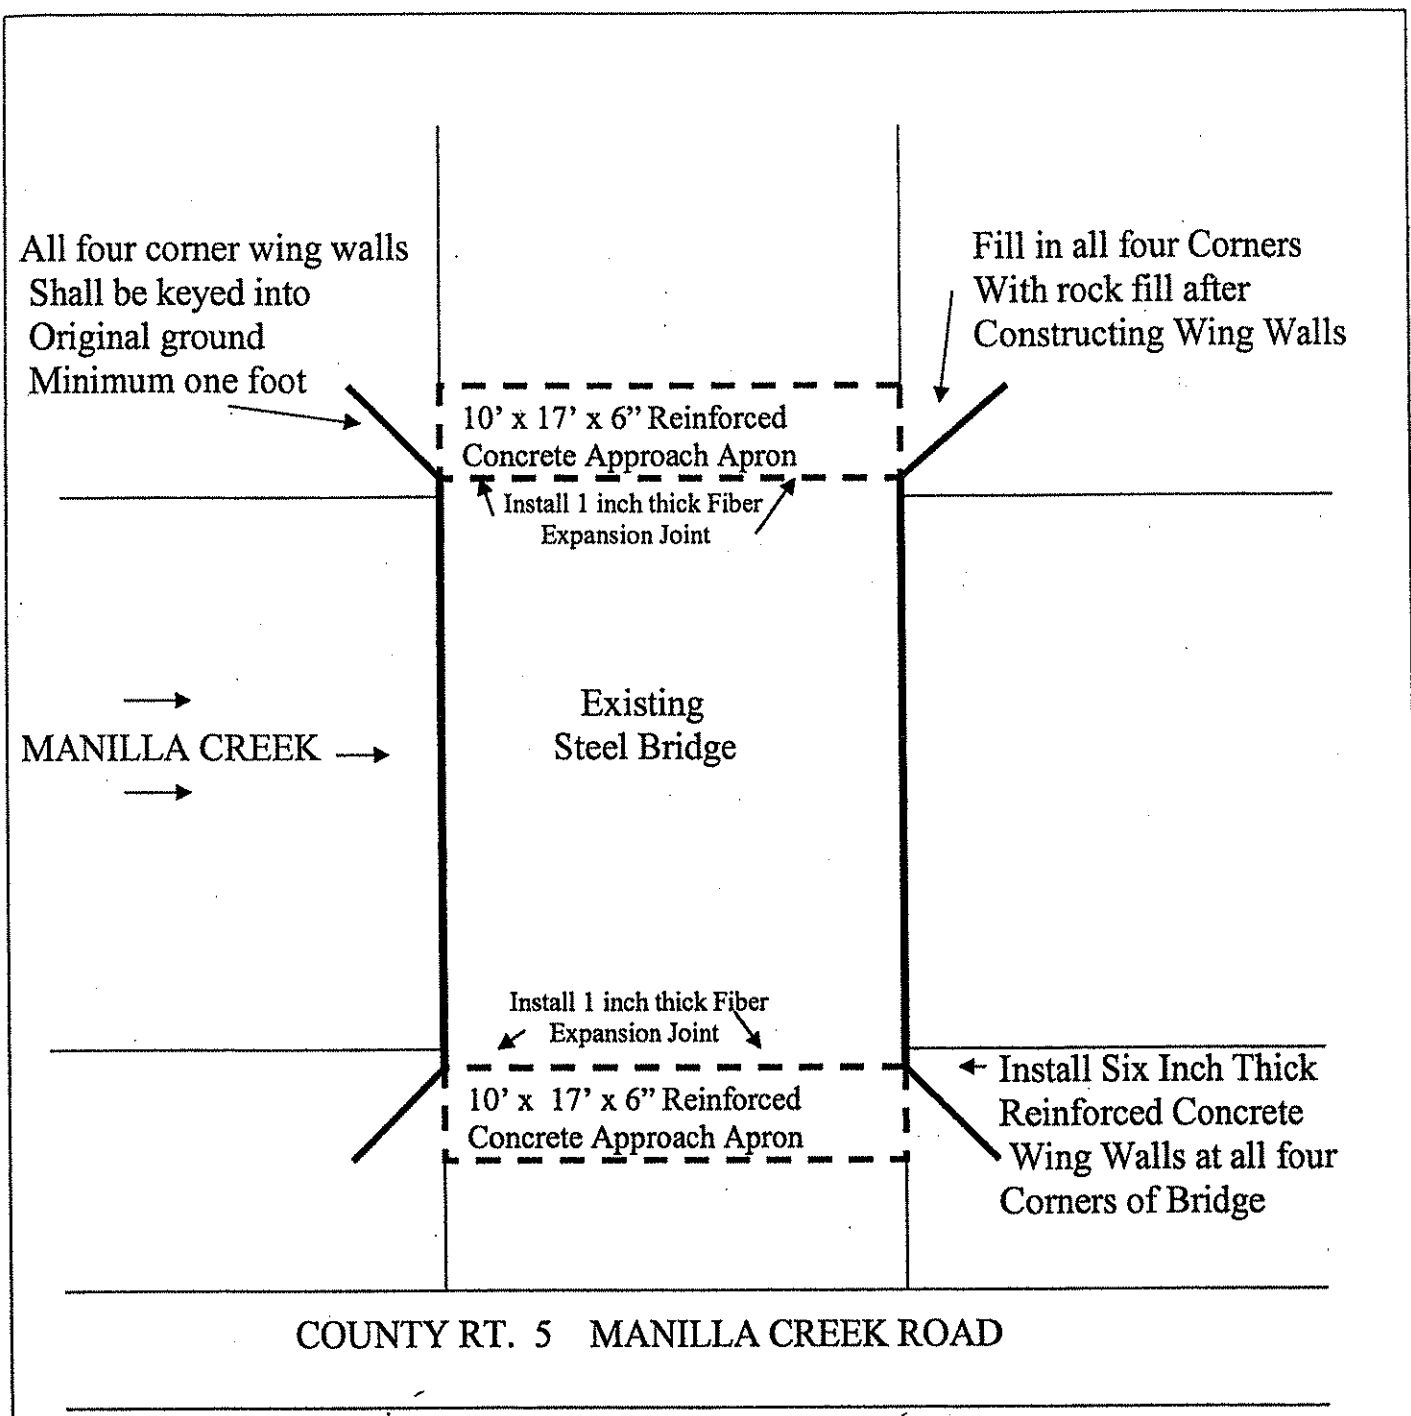 All four corner wing walls
Shall be keyed into
Original ground
Minimum one foot
Fill in all four Corners
With rock fill after
Constructing Wing Walls
10’ x 17’ x 6” Reinforced
Concrete Approach Apron
Install 1 inch thick Fiber
Expansion Joint
Existing
Steel Bridge
MANILLA CREEK
Install 1 inch thick Fiber
Expansion Joint
10’ x 17’ x 6” Reinforced
Concrete Approach Apron
Install Six Inch Thick
Reinforced Concrete
Wing Walls at all four
Corners of Bridge
COUNTY RT. 5 MANILLA CREEK ROAD